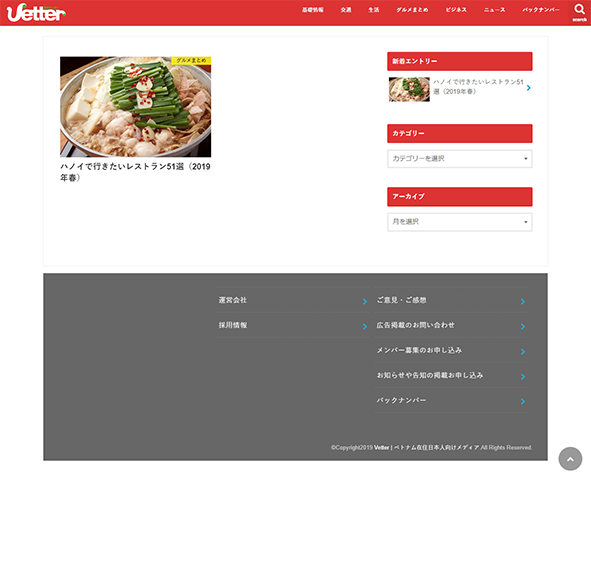 Vetter
基礎情報 交通 生活 グルメまとめ ビジネス ニュース バックナンバー
search
グルメまとめ
ハノイで行きたいレストラン51選（2019
年春）
新着エントリー
ハノイで行きたいレストラン51
選（2019年春）
カテゴリー
カテゴリーを選択
アーカイブ
月を選択
運営会社
採用情報
ご意見・ご感想
広告掲載のお問い合わせ
メンバー募集のお申し込み
お知らせや告知の掲載お申し込み
バックナンバー
©Copyright2019 Vetter | ベトナム在住日本人向けメディア.All Rights Reserved.